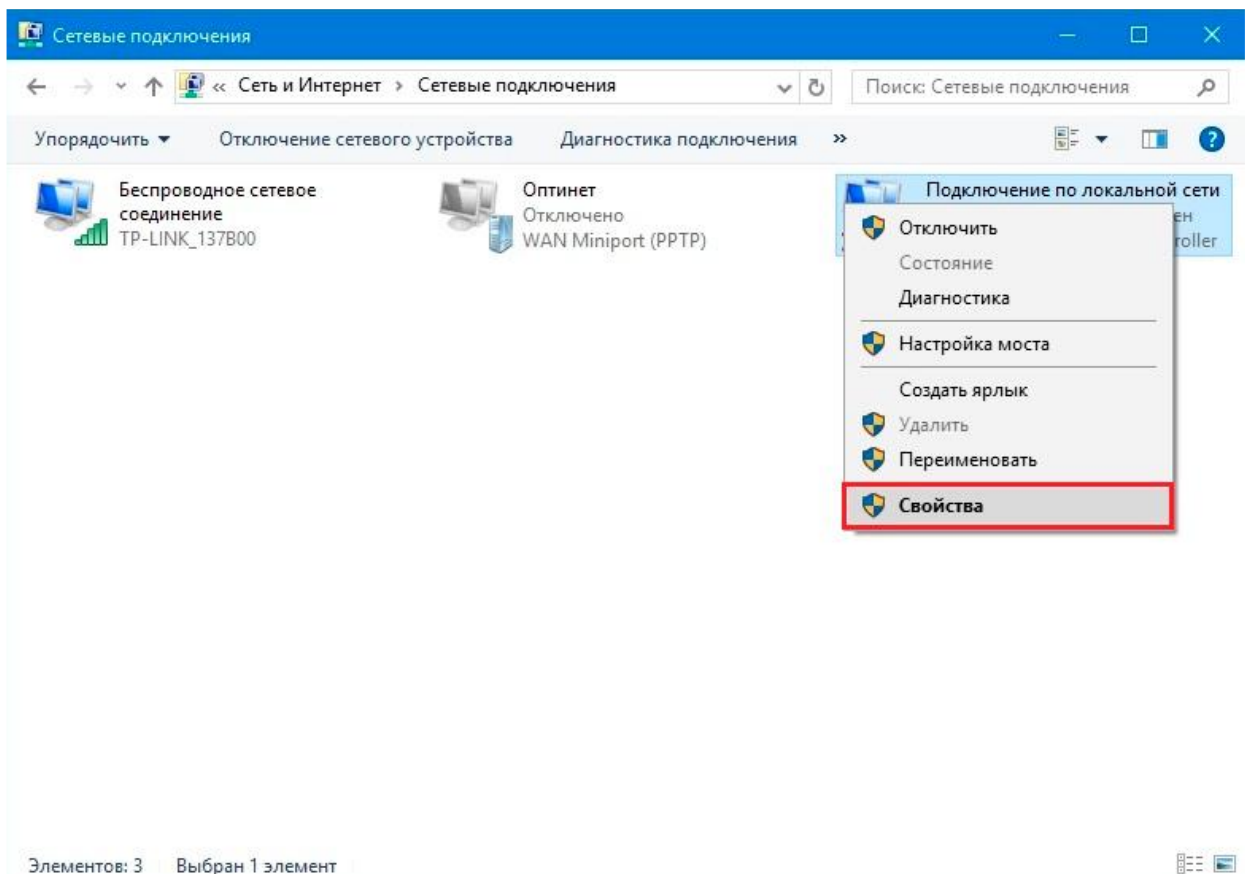 Сетевые подключения
« Сеть и Интернет › Сетевые подключения
Поиск: Сетевые подключения
Упорядочить Отключение сетевого устройства Диагностика подключения »
Беспроводное сетевое
соединение
TP-LINK_137B00
Оптинет
Отключено
WAN Miniport (PPTP)
Подключение по локальной сети
Отключить
Состояние
Диагностика
Настройка моста
Создать ярлык
Удалить
Переименовать
Свойства
Элементов: 3 Выбран 1 элемент